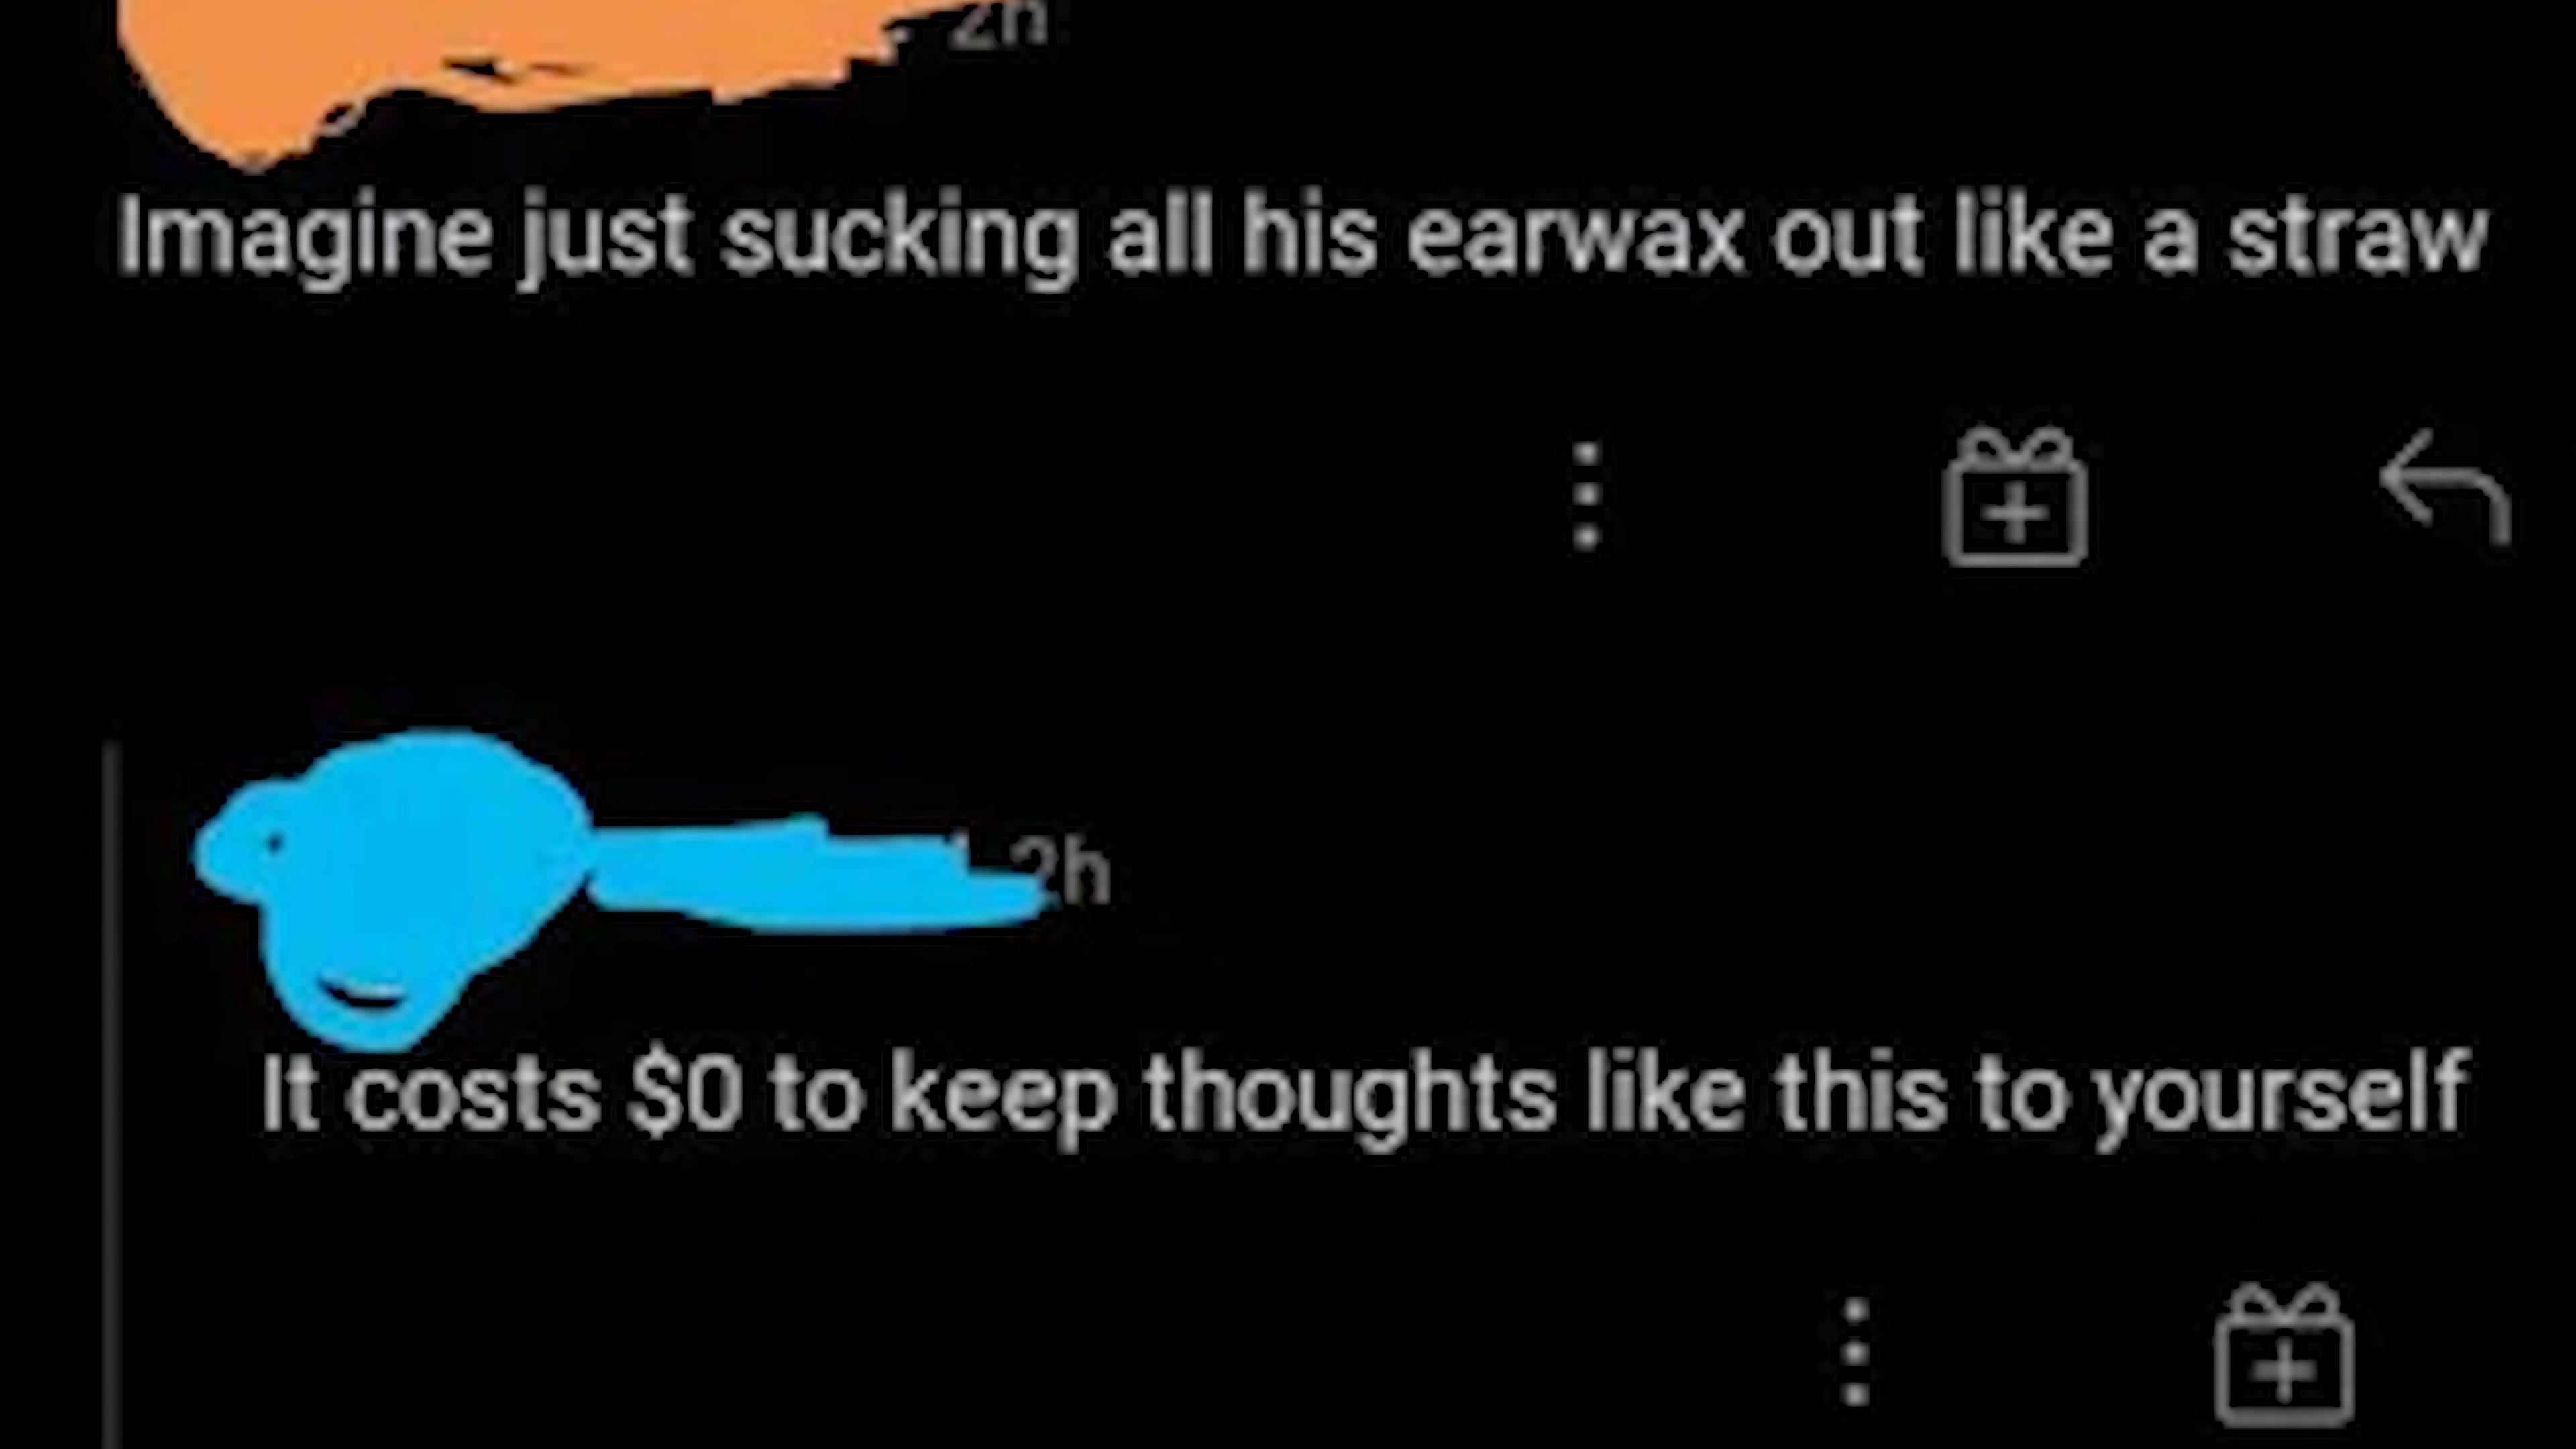 2h
Imagine just sucking all his earwax out like a straw
2h
It costs $0 to keep thoughts like this to yourself